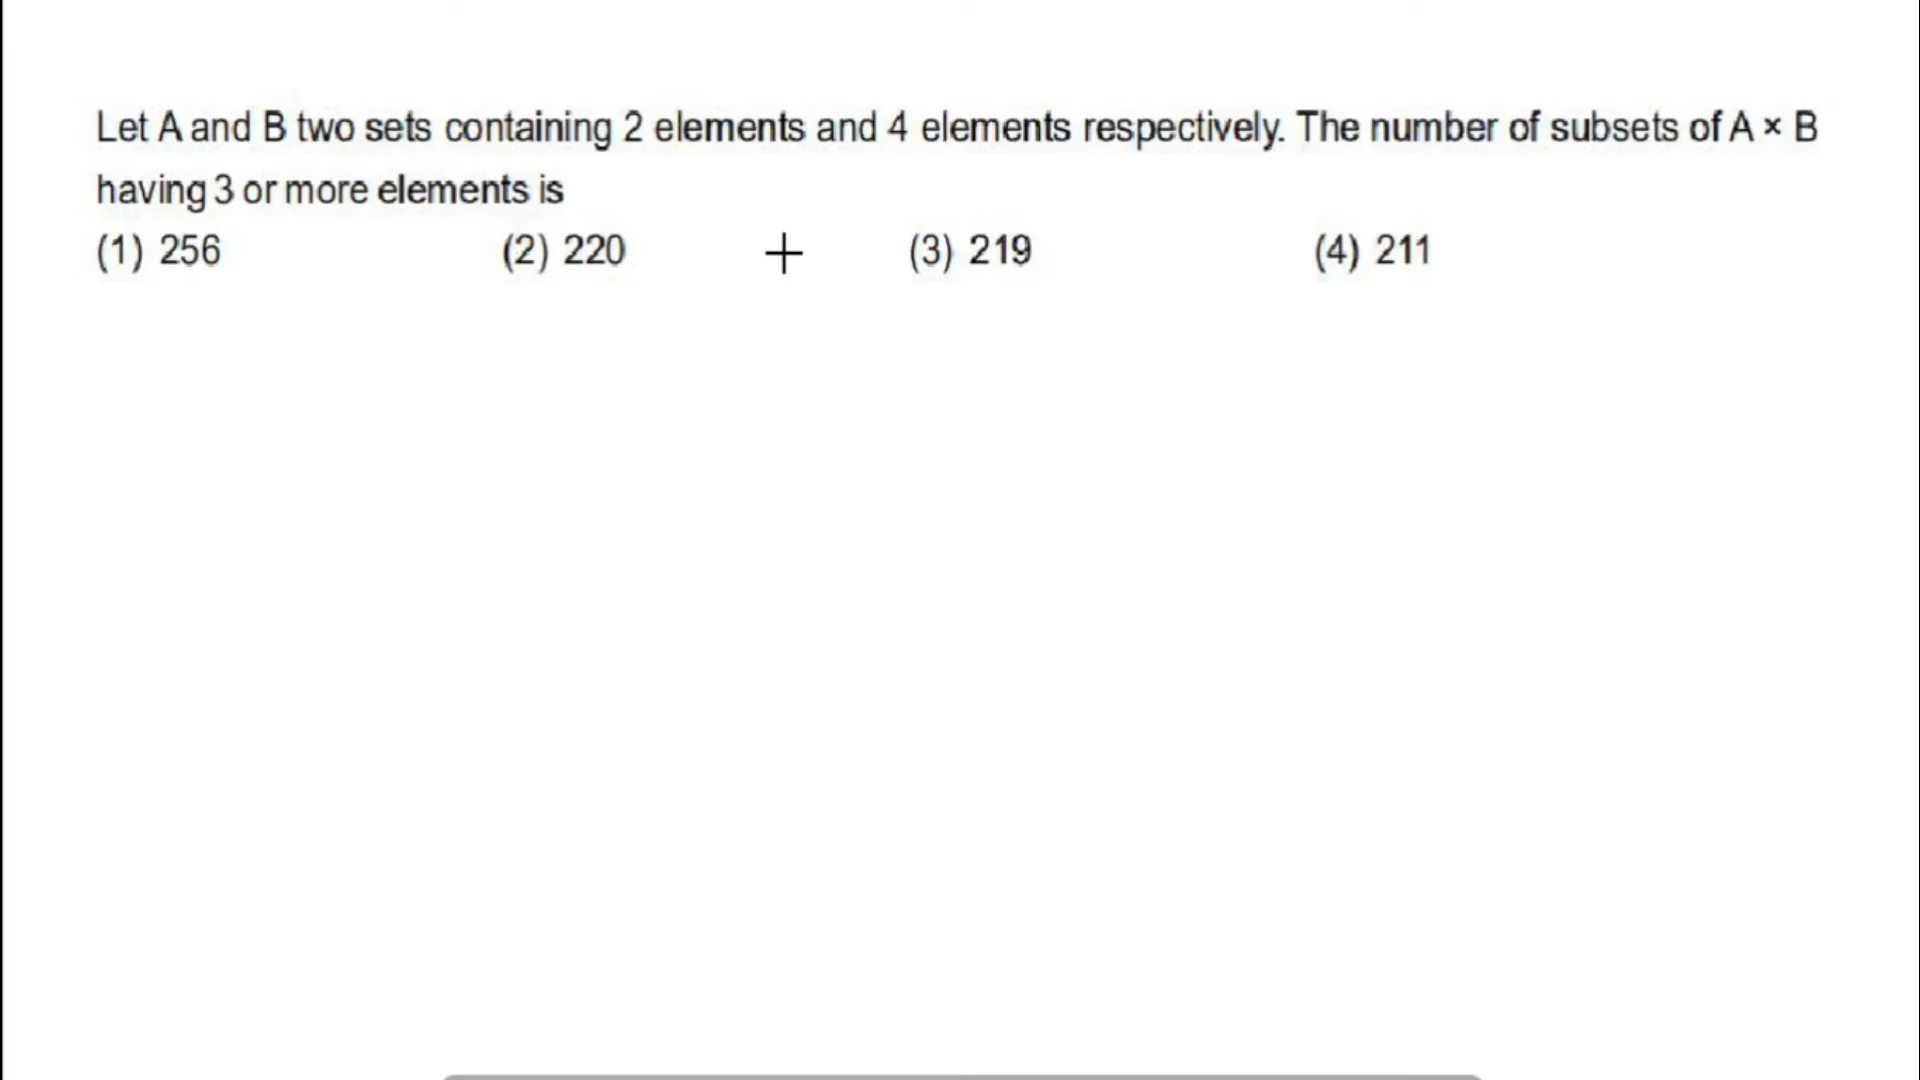 Let A and B two sets containing 2 elements and 4 elements respectively. The number of subsets of A × B
having 3 or more elements is
(1) 256 (2) 220 (3) 219 (4) 211